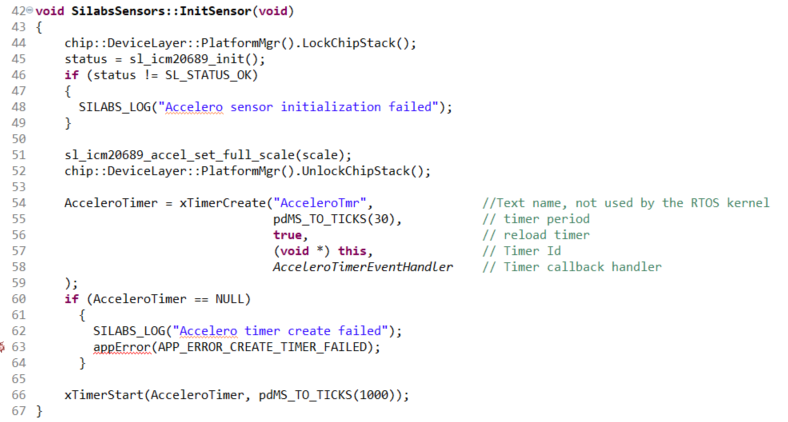 42 void SilabsSensors::InitSensor(void)
43 {
44     chip::DeviceLayer::PlatformMgr().LockChipStack();
45     status = sl_icm20689_init();
46     if (status != SL_STATUS_OK)
47     {
48       SILABS_LOG("Accelero sensor initialization failed");
49     }
50
51     sl_icm20689_accel_set_full_scale(scale);
52     chip::DeviceLayer::PlatformMgr().UnlockChipStack();
53
54     AcceleroTimer = xTimerCreate("AcceleroTmr",               //Text name, not used by the RTOS kernel
55                                 pdMS_TO_TICKS(30),           // timer period
56                                 true,                        // reload timer
57                                 (void *) this,               // Timer Id
58                                 AcceleroTimerEventHandler    // Timer callback handler
59     );
60     if (AcceleroTimer == NULL)
61       {
62         SILABS_LOG("Accelero timer create failed");
63         appError(APP_ERROR_CREATE_TIMER_FAILED);
64       }
65
66     xTimerStart(AcceleroTimer, pdMS_TO_TICKS(1000));
67 }